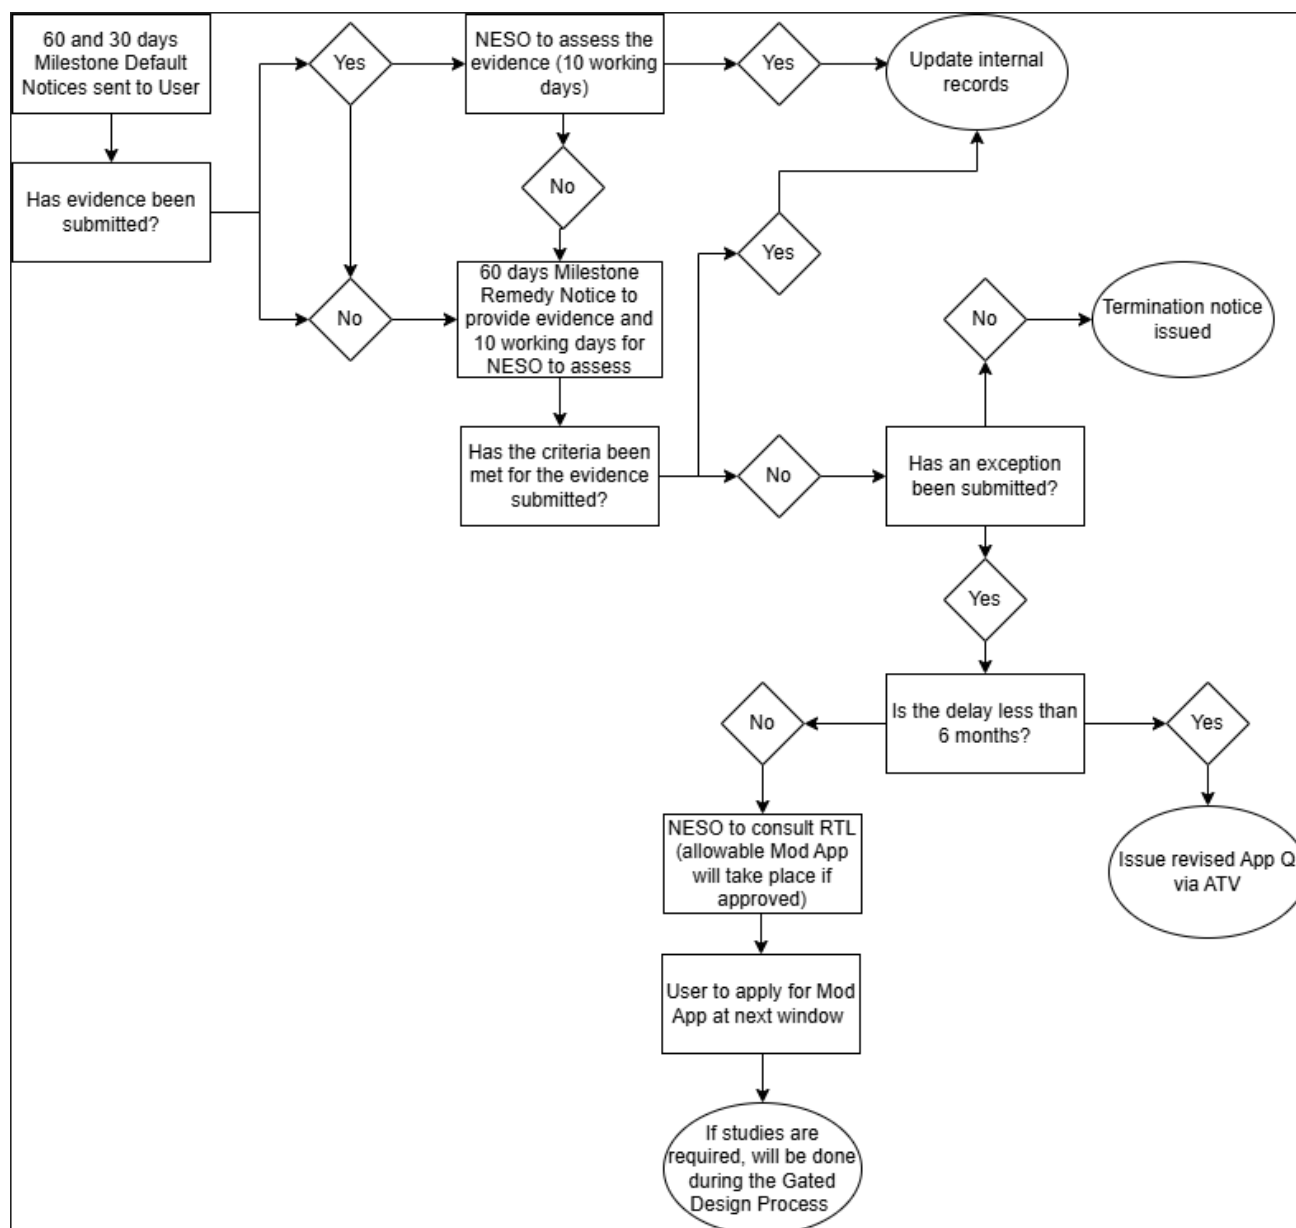 60 and 30 days
Milestone Default
Notices sent to User
Yes
NESO to assess the
evidence (10 working
days)
Yes
Update internal
records
Has evidence been
submitted?
No
Yes
No
60 days Milestone
Remedy Notice to
provide evidence and
10 working days for
NESO to assess
No
Termination notice
issued
Has the criteria been
met for the evidence
submitted?
No
Has an exception
been submitted?
Yes
No
Is the delay less than
6 months?
Yes
NESO to consult RTL
(allowable Mod App
will take place if
approved)
Issue revised App Q
via ATV
User to apply for Mod
App at next window
If studies are
required, will be done
during the Gated
Design Process